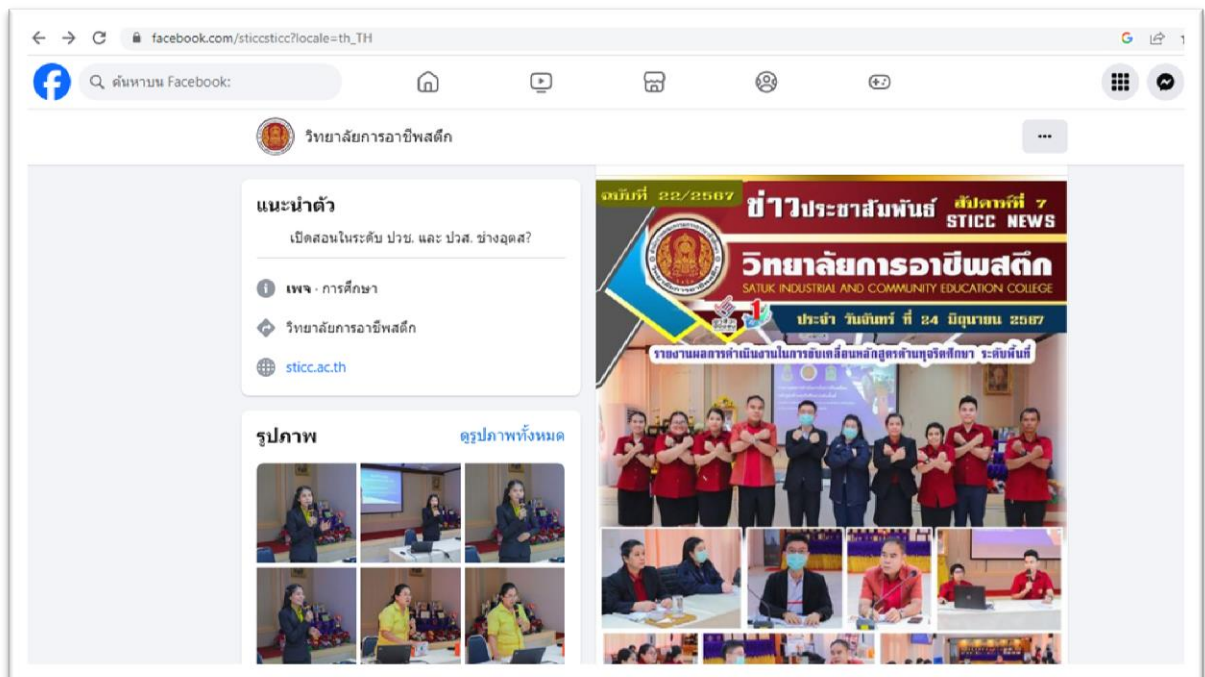 facebook.com/sticcsticc?locale=th_TH
ค้นหาบน Facebook:
วิทยาลัยการอาชีพสตึก
แนะนำตัว
เปิดสอนในระดับ ปวช. และ ปวส. ช่างอุตส?
เพจ · การศึกษา
วิทยาลัยการอาชีพสตึก
sticc.ac.th
รูปภาพ
ดูรูปภาพทั้งหมด
ฉบับที่ 22/2567
ข่าวประชาสัมพันธ์
สัปดาห์ที่ 7
STICC NEWS
วิทยาลัยการอาชีพสตึก
SATUK INDUSTRIAL AND COMMUNITY EDUCATION COLLEGE
ประจำ วันจันทร์ ที่ 24 มิถุนายน 2567
รายงานผลการดำเนินงานในการขับเคลื่อนหลักสูตรต้านทุจริตศึกษา ระดับพื้นที่